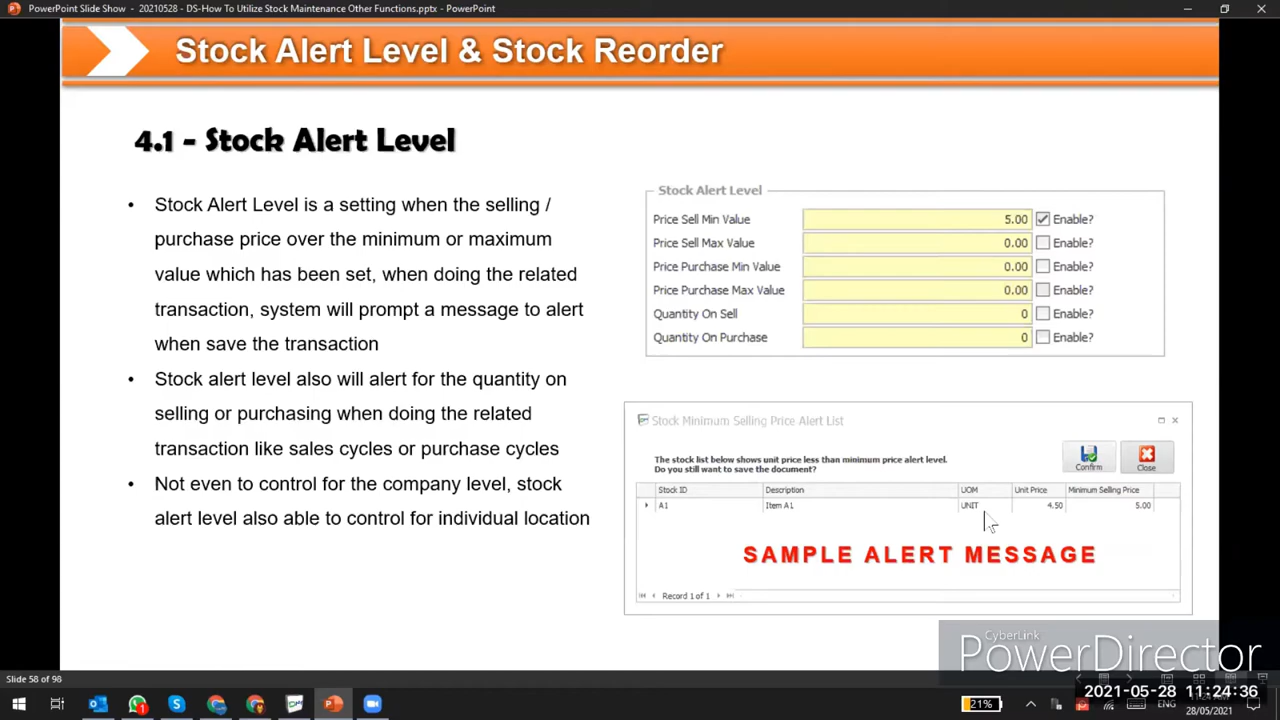 PowerPoint Slide Show - 20210528 - DS-How To Utilize Stock Maintenance Other Functions.pptx - PowerPoint
Stock Alert Level & Stock Reorder
4.1 - Stock Alert Level
• Stock Alert Level is a setting when the selling /
purchase price over the minimum or maximum
value which has been set, when doing the related
transaction, system will prompt a message to alert
when save the transaction
• Stock alert level also will alert for the quantity on
selling or purchasing when doing the related
transaction like sales cycles or purchase cycles
• Not even to control for the company level, stock
alert level also able to control for individual location
Stock Alert Level
Price Sell Min Value 5.00 Enable?
Price Sell Max Value 0.00 Enable?
Price Purchase Min Value 0.00 Enable?
Price Purchase Max Value 0.00 Enable?
Quantity On Sell 0 Enable?
Quantity On Purchase 0 Enable?
Stock Minimum Selling Price Alert List
The stock list below shows unit price less than minimum price alert level.
Do you still want to save the document?
Confirm Close
Stock ID Description UOM Unit Price Minimum Selling Price
A1 Item A1 UNIT 4.50 5.00
SAMPLE ALERT MESSAGE
Record 1 of 1
CyberLink
PowerDirector
Slide 58 of 98
2021-05-28 11:24:36
21%
ENG
28/05/2021